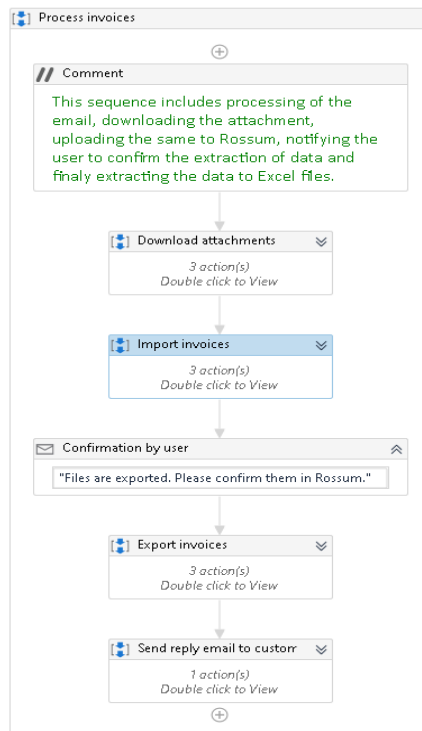 Process invoices
Comment
This sequence includes processing of the
email, downloading the attachment,
uploading the same to Rossum, notifying the
user to confirm the extraction of data and
finaly extracting the data to Excel files.
Download attachments
3 action(s)
Double click to View
Import invoices
3 action(s)
Double click to View
Confirmation by user
"Files are exported. Please confirm them in Rossum."
Export invoices
3 action(s)
Double click to View
Send reply email to custom
1 action(s)
Double click to View